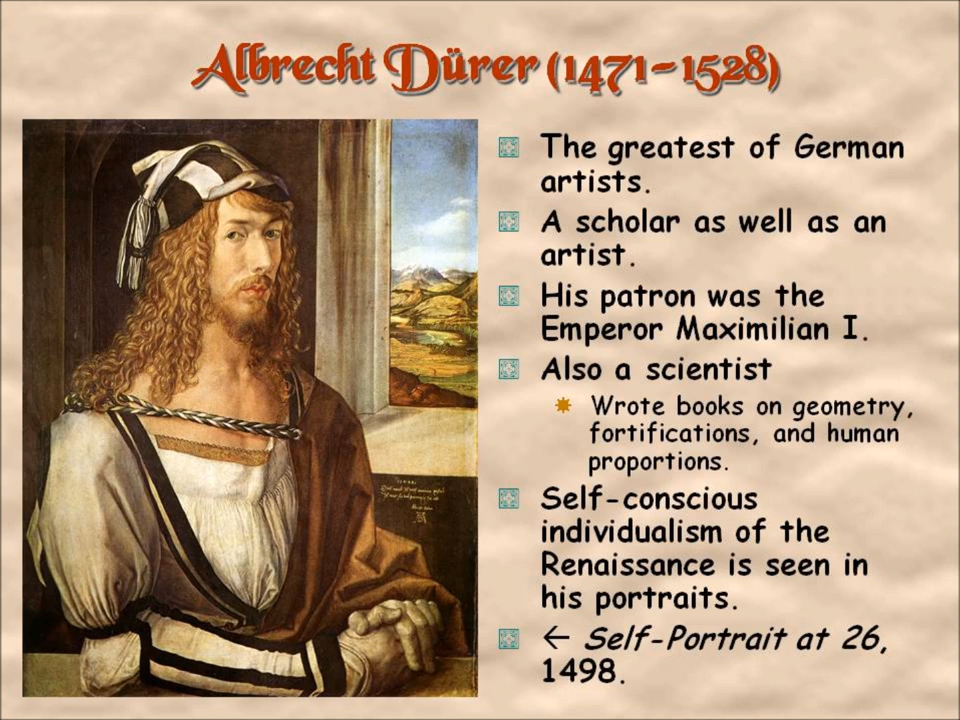 Albrecht Dürer (1471-1528)
The greatest of German
artists.
A scholar as well as an
artist.
His patron was the
Emperor Maximilian I.
Also a scientist
Wrote books on geometry,
fortifications, and human
proportions.
Self-conscious
individualism of the
Renaissance is seen in
his portraits.
← Self-Portrait at 26,
1498.